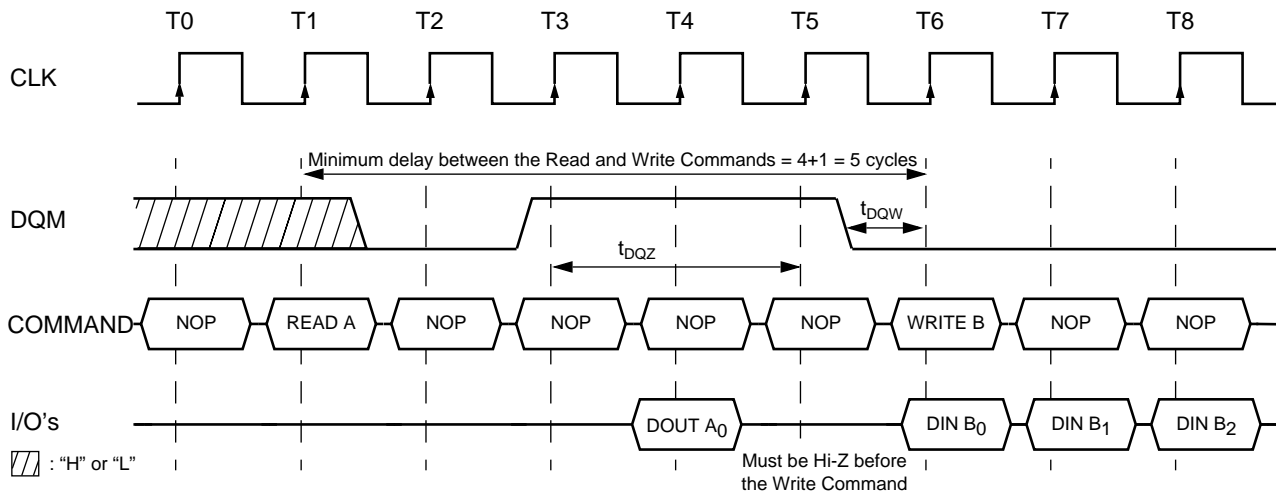 T0 T1 T2 T3 T4 T5 T6 T7 T8
CLK
Minimum delay between the Read and Write Commands = 4+1 = 5 cycles
DQM
tDQW
tDQZ
COMMAND NOP READ A NOP NOP NOP NOP WRITE B NOP NOP
I/O's DOUT A0 DIN B0 DIN B1 DIN B2
: “H” or “L”
Must be Hi-Z before
the Write Command